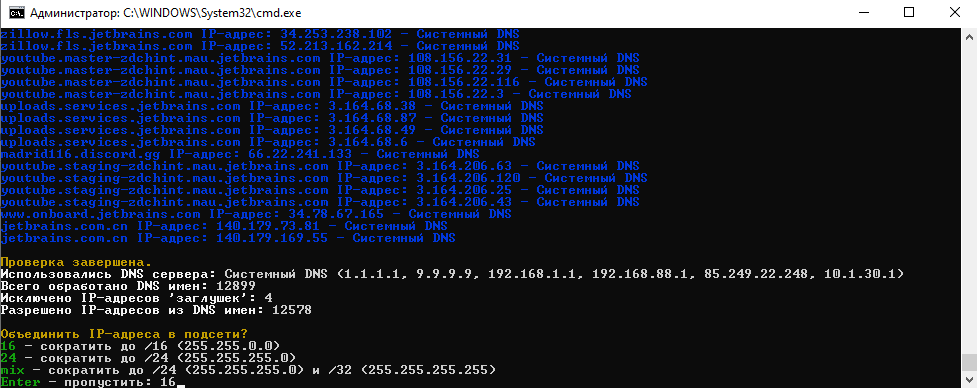 Администратор: C:\WINDOWS\System32\cmd.exe
zillow.fls.jetbrains.com IP-адрес: 34.253.238.102 – Системный DNS
zillow.fls.jetbrains.com IP-адрес: 52.213.162.214 – Системный DNS
youtube.master-zdchint.mau.jetbrains.com IP-адрес: 108.156.22.31 – Системный DNS
youtube.master-zdchint.mau.jetbrains.com IP-адрес: 108.156.22.29 – Системный DNS
youtube.master-zdchint.mau.jetbrains.com IP-адрес: 108.156.22.116 – Системный DNS
youtube.master-zdchint.mau.jetbrains.com IP-адрес: 108.156.22.3 – Системный DNS
uploads.services.jetbrains.com IP-адрес: 3.164.68.38 – Системный DNS
uploads.services.jetbrains.com IP-адрес: 3.164.68.87 – Системный DNS
uploads.services.jetbrains.com IP-адрес: 3.164.68.49 – Системный DNS
uploads.services.jetbrains.com IP-адрес: 3.164.68.6 – Системный DNS
madrid116.discord.gg IP-адрес: 66.22.241.133 – Системный DNS
youtube.staging-zdchint.mau.jetbrains.com IP-адрес: 3.164.206.63 – Системный DNS
youtube.staging-zdchint.mau.jetbrains.com IP-адрес: 3.164.206.120 – Системный DNS
youtube.staging-zdchint.mau.jetbrains.com IP-адрес: 3.164.206.25 – Системный DNS
youtube.staging-zdchint.mau.jetbrains.com IP-адрес: 3.164.206.43 – Системный DNS
www.onboard.jetbrains.com IP-адрес: 34.78.67.165 – Системный DNS
jetbrains.com.cn IP-адрес: 140.179.73.81 – Системный DNS
jetbrains.com.cn IP-адрес: 140.179.169.55 – Системный DNS
Проверка завершена.
Использовались DNS сервера: Системный DNS (1.1.1.1, 9.9.9.9, 192.168.1.1, 192.168.88.1, 85.249.22.248, 10.1.30.1)
Всего обработано DNS имен: 12899
Исключено IP-адресов 'заглушек': 4
Разрешено IP-адресов из DNS имен: 12578
Объединить IP-адреса в подсети?
16 – сократить до /16 (255.255.0.0)
24 – сократить до /24 (255.255.255.0)
mix – сократить до /24 (255.255.255.0) и /32 (255.255.255.255)
Enter – пропустить: 16